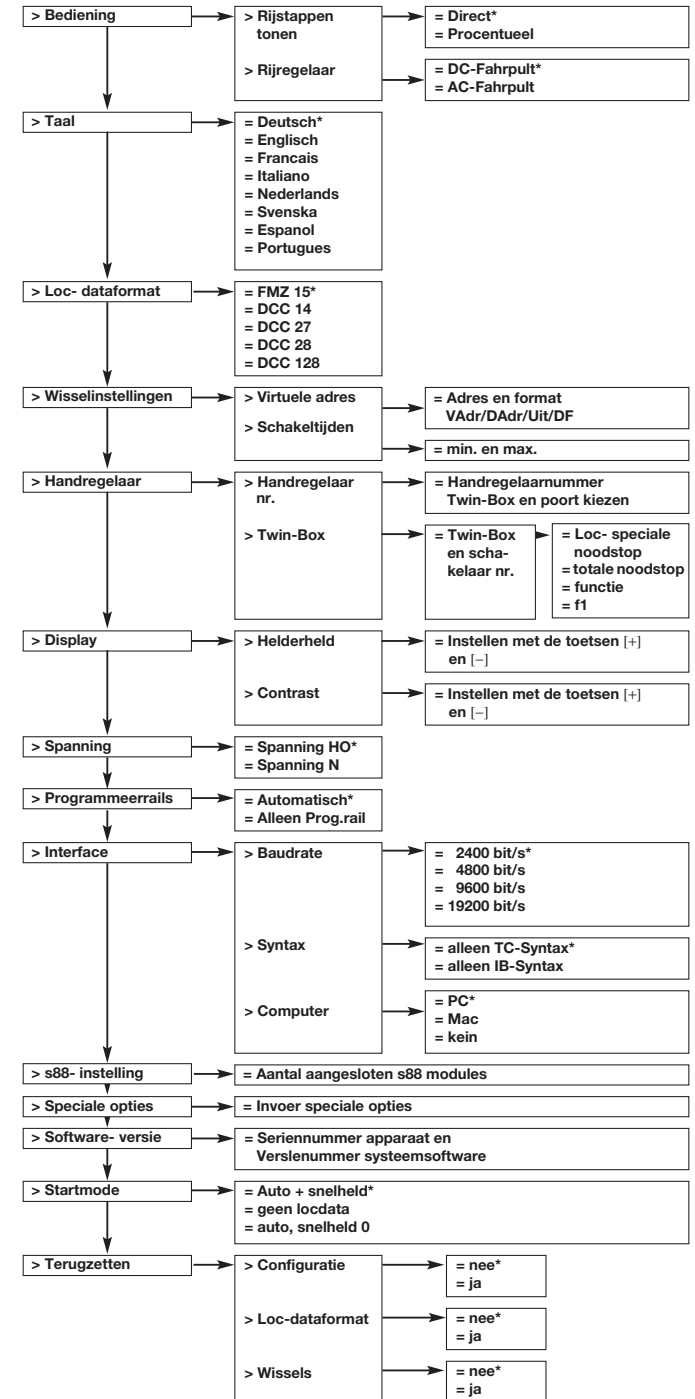 > Bediening
> Rijstappen
tonen
> Rijregelaar
= Direct*
= Procentueel
= DC-Fahrpult*
= AC-Fahrpult
> Taal
= Deutsch*
= Englisch
= Francais
= Italiano
= Nederlands
= Svenska
= Espanol
= Portugues
> Loc- dataformat
= FMZ 15*
= DCC 14
= DCC 27
= DCC 28
= DCC 128
> Wisselinstellingen
> Virtuele adres
> Schakeltijden
= Adres en format
VAdr/DAdr/Uit/DF
= min. en max.
> Handregelaar
> Handregelaar
nr.
> Twin-Box
= Handregelaarnummer
Twin-Box en poort kiezen
= Twin-Box
en scha-
kelaar nr.
= Loc- speciale
noodstop
= totale noodstop
= functie
= f1
> Display
> Helderheld
> Contrast
= Instellen met de toetsen [+]
en [−]
= Instellen met de toetsen [+]
en [−]
> Spanning
= Spanning HO*
= Spanning N
> Programmeerrails
= Automatisch*
= Alleen Prog.rail
> Interface
> Baudrate
= 2400 bit/s*
= 4800 bit/s
= 9600 bit/s
= 19200 bit/s
> Syntax
= alleen TC-Syntax*
= alleen IB-Syntax
> Computer
= PC*
= Mac
= kein
> s88- instelling
= Aantal aangesloten s88 modules
> Speciale opties
= Invoer speciale opties
> Software- versie
= Seriennummer apparaat en
Verslenummer systeemsoftware
> Startmode
= Auto + snelheld*
= geen locdata
= auto, snelheld 0
> Terugzetten
> Configuratie
= nee*
= ja
> Loc-dataformat
= nee*
= ja
> Wissels
= nee*
= ja